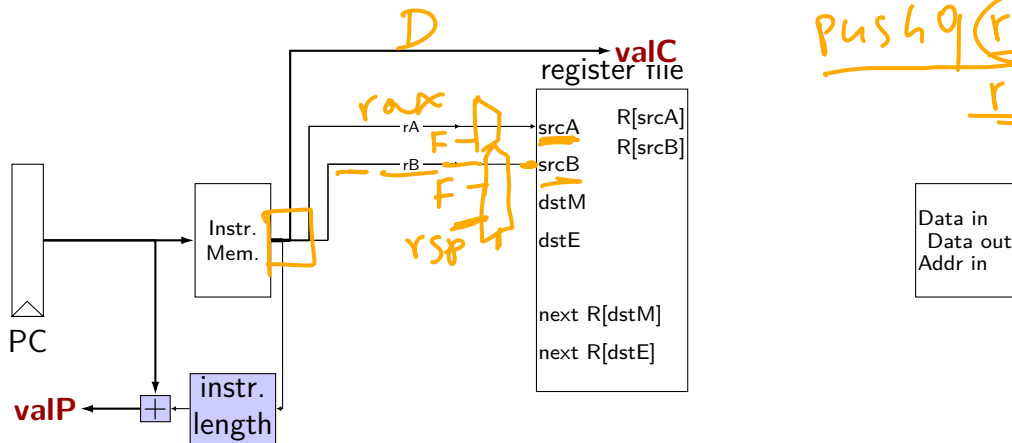 D
pushq r
valC
r
register file
rax
rA
F
srcA
R[srcA]
R[srcB]
rB
srcB
F
dstM
rsp
dstE
Instr.
Mem.
Data in
Data out
Addr in
PC
next R[dstM]
next R[dstE]
instr.
length
valP
+